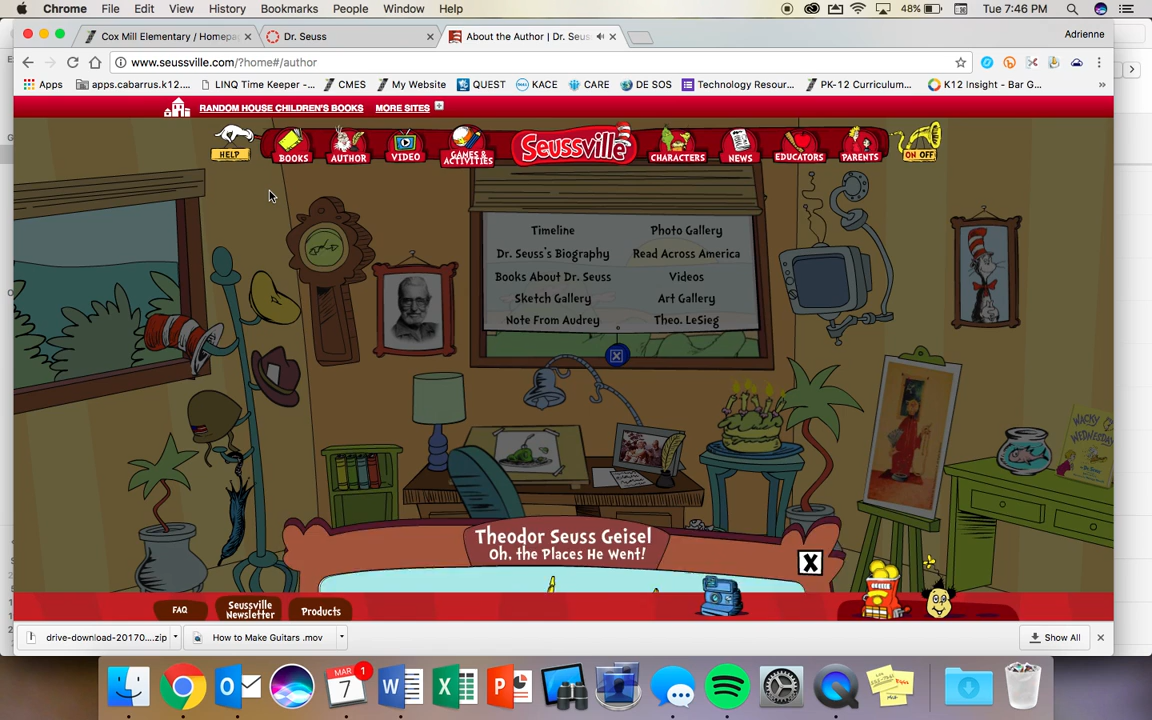 Chrome File Edit View History Bookmarks People Window Help 48% Tue 7:46 PM
Cox Mill Elementary / Homepa Dr. Seuss About the Author | Dr. Seus Adrienne
www.seussville.com/?home#/author
Apps apps.cabarrus.k12.... LINQ Time Keeper -... CMES My Website QUEST KACE CARE DE SOS Technology Resour... PK-12 Curriculum... K12 Insight - Bar G... »
RANDOM HOUSE CHILDREN'S BOOKS MORE SITES
HELP BOOKS AUTHOR VIDEO GAMES & ACTIVITIES Seussville CHARACTERS NEWS EDUCATORS PARENTS ON OFF
Timeline Photo Gallery
Dr. Seuss's Biography Read Across America
Books About Dr. Seuss Videos
Sketch Gallery Art Gallery
Note From Audrey Theo. LeSieg
WACKY
WEDNESDAY
Theodor Seuss Geisel
Oh, the Places He Went!
X
FAQ Seussville Newsletter Products
drive-download-20170....zip How to Make Guitars .mov Show All
MAR 1
7